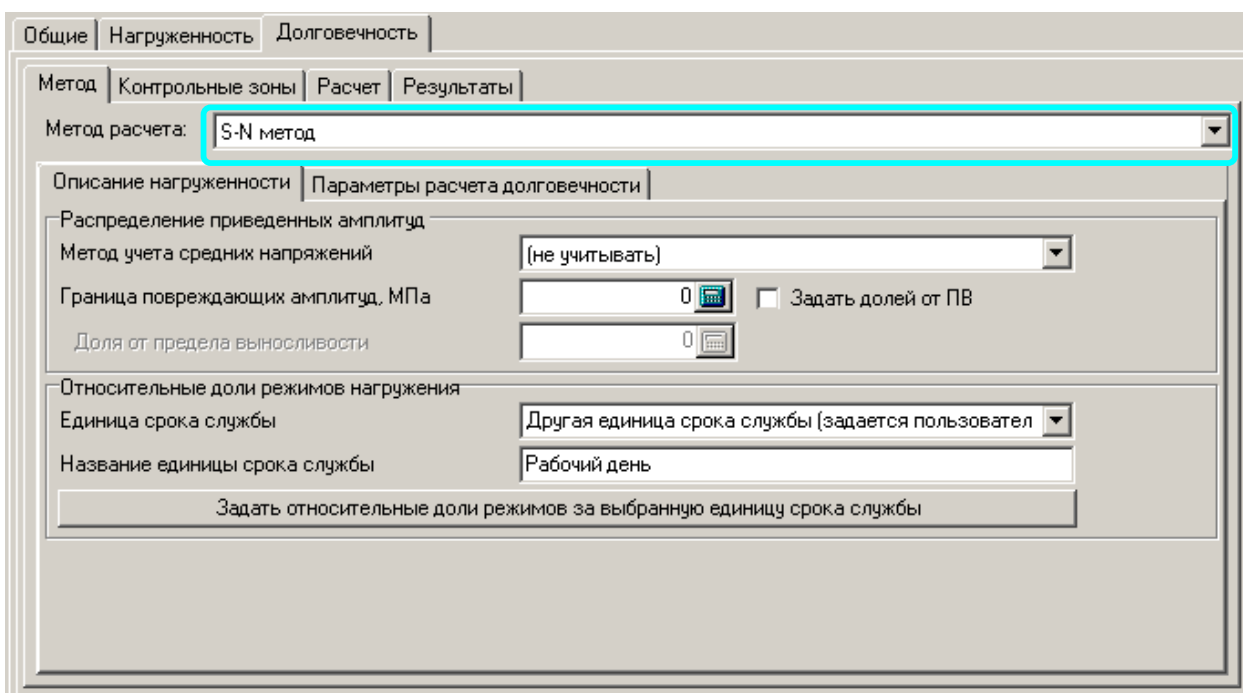 Общие Нагруженность Долговечность
Метод Контрольные зоны Расчет Результаты
Метод расчета: S-N метод
Описание нагруженности Параметры расчета долговечности
Распределение приведенных амплитуд
Метод учета средних напряжений (не учитывать)
Граница повреждающих амплитуд, МПа 0 Задать долей от ПВ
Доля от предела выносливости 0
Относительные доли режимов нагружения
Единица срока службы Другая единица срока службы (задается пользовател
Название единицы срока службы Рабочий день
Задать относительные доли режимов за выбранную единицу срока службы